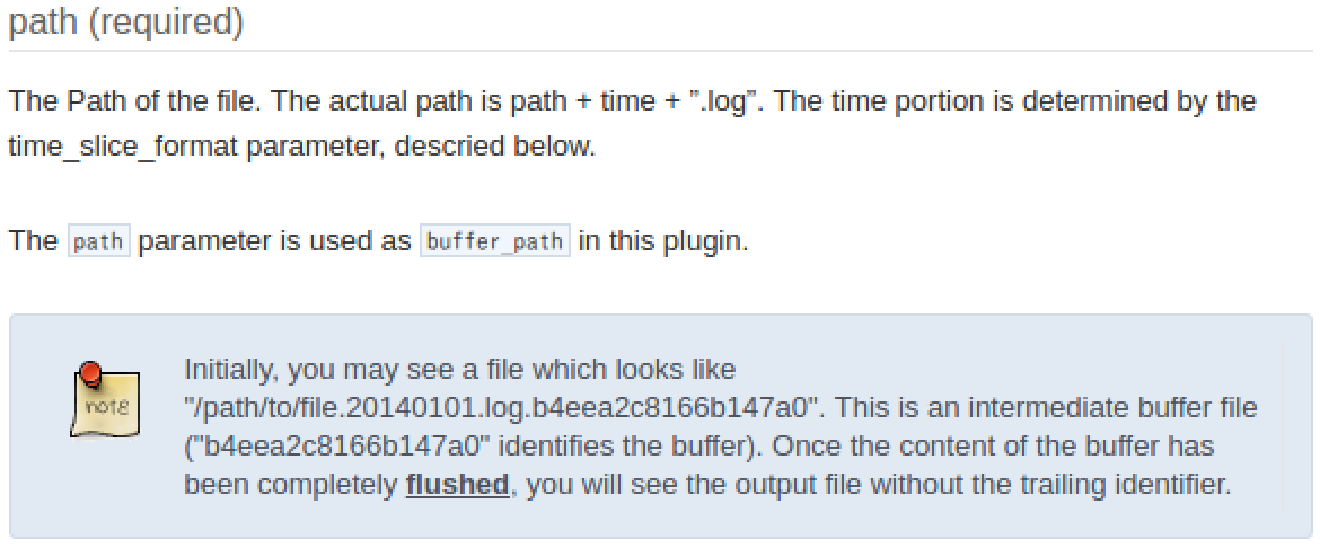 path (required)
The Path of the file. The actual path is path + time + ”.log”. The time portion is determined by the
time_slice_format parameter, descried below.
The path parameter is used as buffer_path in this plugin.
note
Initially, you may see a file which looks like
"/path/to/file.20140101.log.b4eea2c8166b147a0". This is an intermediate buffer file
("b4eea2c8166b147a0" identifies the buffer). Once the content of the buffer has
been completely flushed, you will see the output file without the trailing identifier.